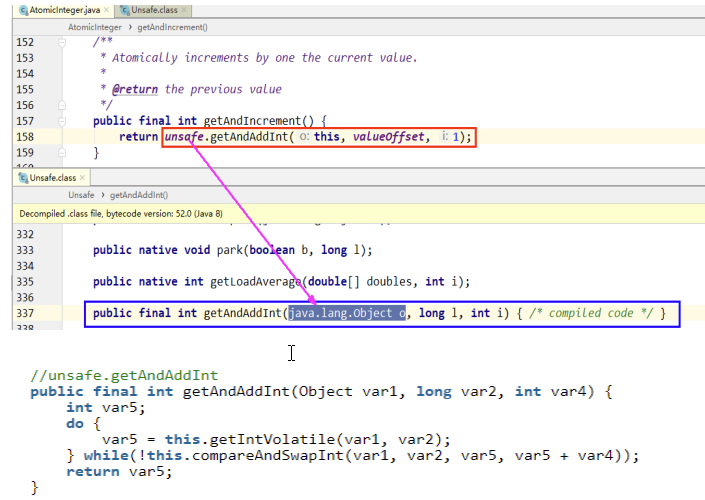 AtomicInteger.java × Unsafe.class ×
AtomicInteger › getAndIncrement()
152 /**
153 * Atomically increments by one the current value.
154 *
155 * @return the previous value
156 */
157 public final int getAndIncrement() {
158 return unsafe.getAndAddInt( o: this, valueOffset, i: 1);
159 }
Unsafe.class ×
Unsafe › getAndAddInt()
Decompiled .class file, bytecode version: 52.0 (Java 8)
332
333 public native void park(boolean b, long l);
334
335 public native int getLoadAverage(double[] doubles, int i);
336
337 public final int getAndAddInt(java.lang.Object o, long l, int i) { /* compiled code */ }
338
//unsafe.getAndAddInt
public final int getAndAddInt(Object var1, long var2, int var4) {
int var5;
do {
var5 = this.getIntVolatile(var1, var2);
} while(!this.compareAndSwapInt(var1, var2, var5, var5 + var4));
return var5;
}